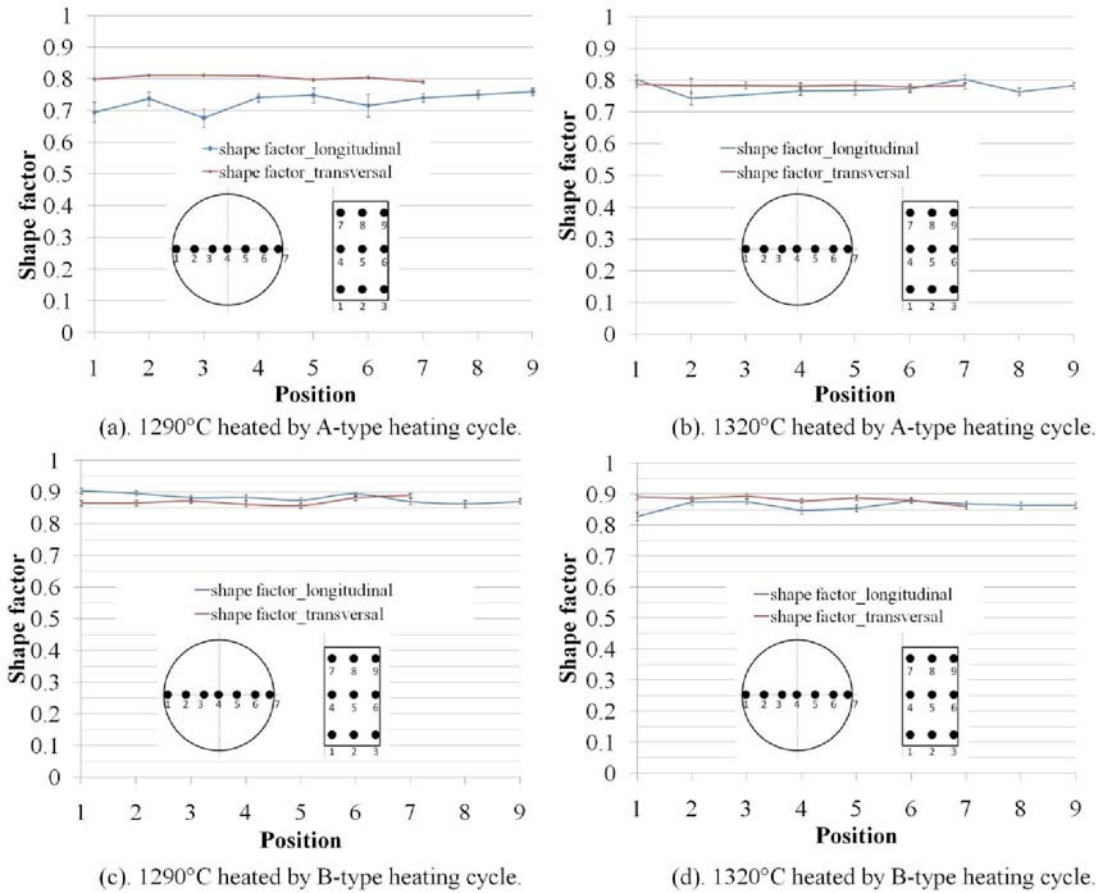 1
0.9
0.8
0.7
0.6
0.5
0.4
0.3
0.2
0.1
0
Shape factor
shape factor_longitudinal
shape factor_transversal
1 2 3 4 5 6 7
7 8 9
4 5 6
1 2 3
1 2 3 4 5 6 7 8 9
Position
(a). 1290°C heated by A-type heating cycle.
1
0.9
0.8
0.7
0.6
0.5
0.4
0.3
0.2
0.1
0
Shape factor
shape factor_longitudinal
shape factor_transversal
1 2 3 4 5 6 7
7 8 9
4 5 6
1 2 3
1 2 3 4 5 6 7 8 9
Position
(b). 1320°C heated by A-type heating cycle.
1
0.9
0.8
0.7
0.6
0.5
0.4
0.3
0.2
0.1
0
Shape factor
shape factor_longitudinal
shape factor_transversal
1 2 3 4 5 6 7
7 8 9
4 5 6
1 2 3
1 2 3 4 5 6 7 8 9
Position
(c). 1290°C heated by B-type heating cycle.
1
0.9
0.8
0.7
0.6
0.5
0.4
0.3
0.2
0.1
0
Shape factor
shape factor_longitudinal
shape factor_transversal
1 2 3 4 5 6 7
7 8 9
4 5 6
1 2 3
1 2 3 4 5 6 7 8 9
Position
(d). 1320°C heated by B-type heating cycle.